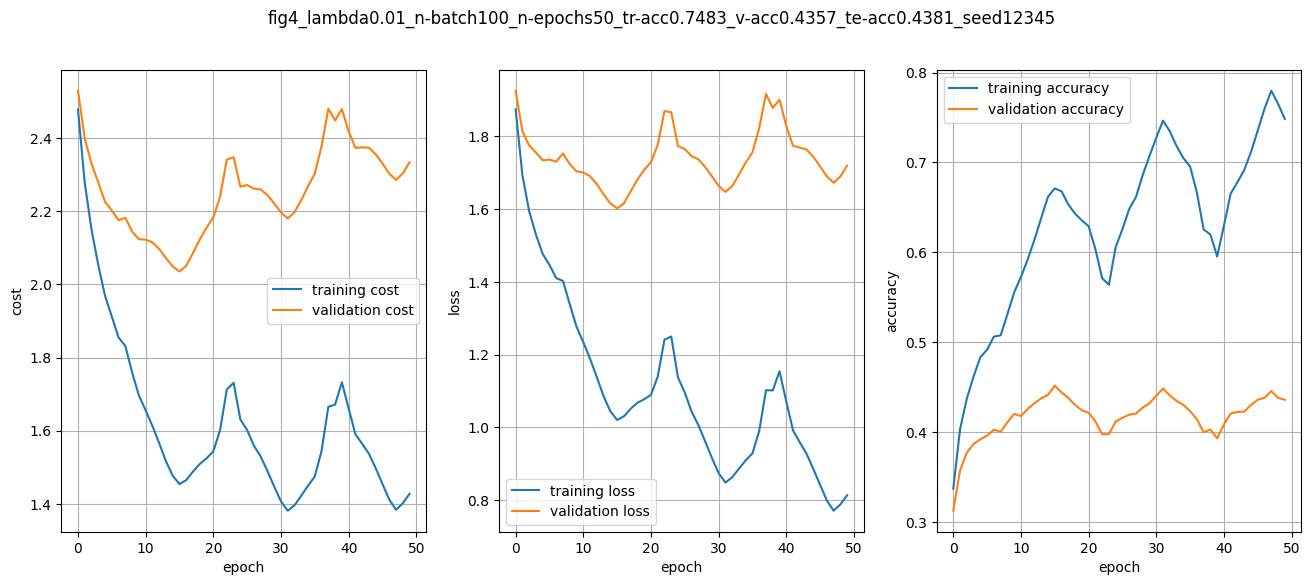 fig4_lambda0.01_n-batch100_n-epochs50_tr-acc0.7483_v-acc0.4357_te-acc0.4381_seed12345
cost
2.4
2.2
2.0
1.8
1.6
1.4
training cost
validation cost
0 10 20 30 40 50
epoch
loss
1.8
1.6
1.4
1.2
1.0
0.8
training loss
validation loss
0 10 20 30 40 50
epoch
accuracy
0.8
0.7
0.6
0.5
0.4
0.3
training accuracy
validation accuracy
0 10 20 30 40 50
epoch